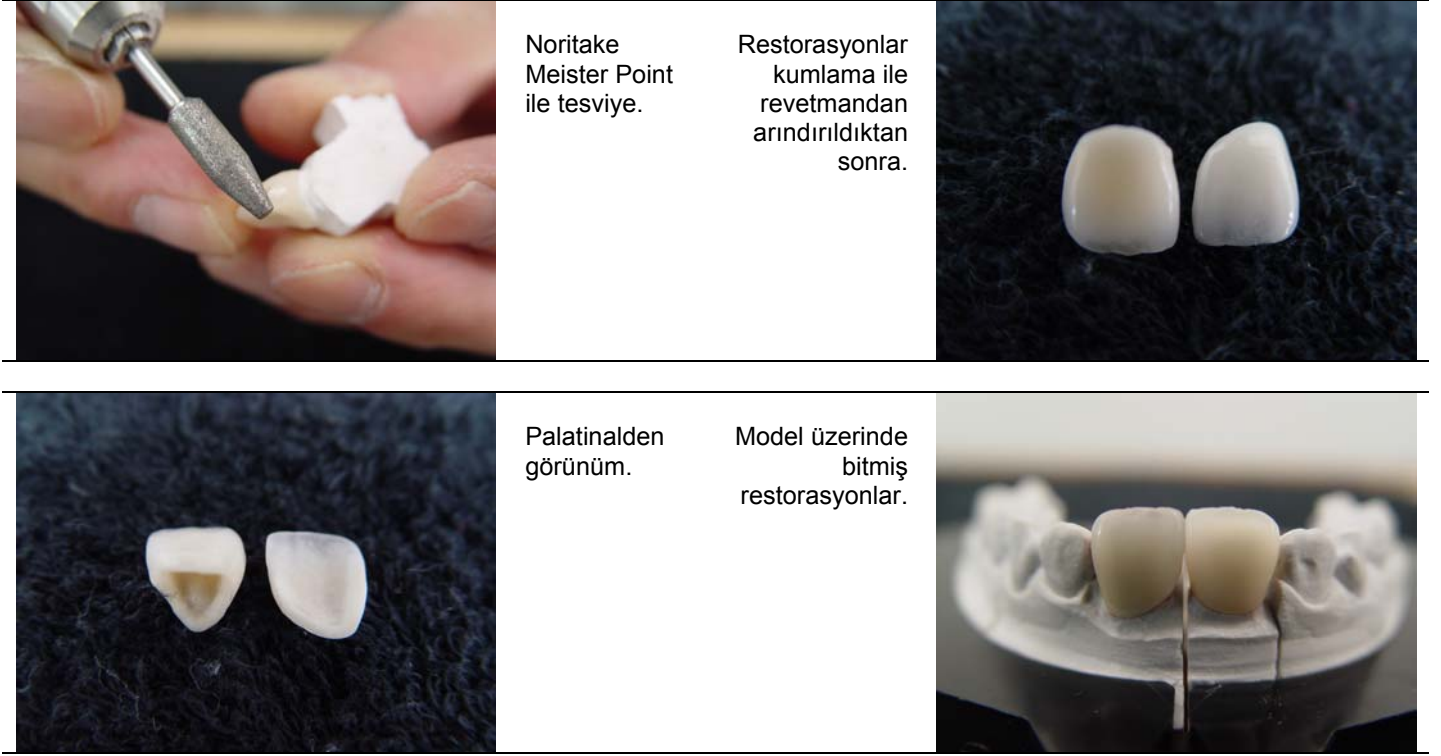 Noritake
Meister Point
ile tesviye.
Restorasyonlar
kumlama ile
revetmandan
arındırıldıktan
sonra.
Palatinalden
görünüm.
Model üzerinde
bitmiş
restorasyonlar.